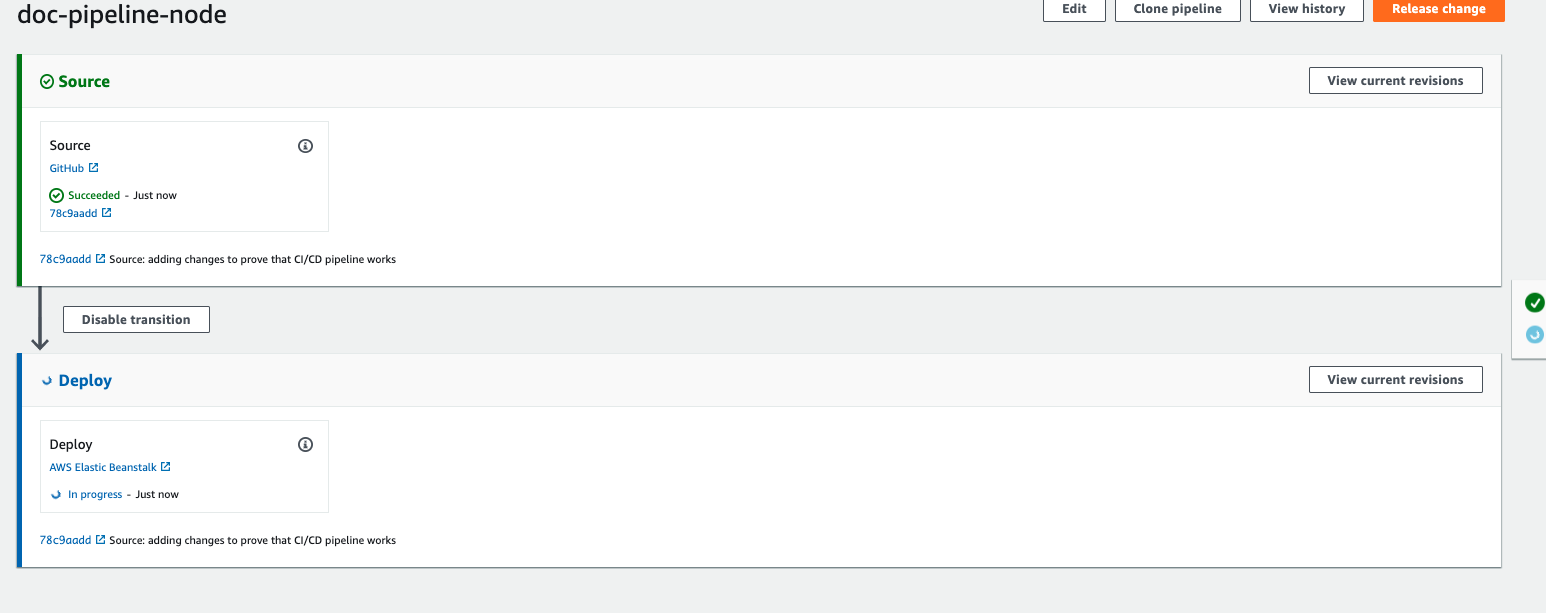 doc-pipeline-node
Edit
Clone pipeline
View history
Release change
Source
View current revisions
Source
GitHub
Succeeded - Just now
78c9aadd
78c9aadd Source: adding changes to prove that CI/CD pipeline works
Disable transition
Deploy
View current revisions
Deploy
AWS Elastic Beanstalk
In progress - Just now
78c9aadd Source: adding changes to prove that CI/CD pipeline works